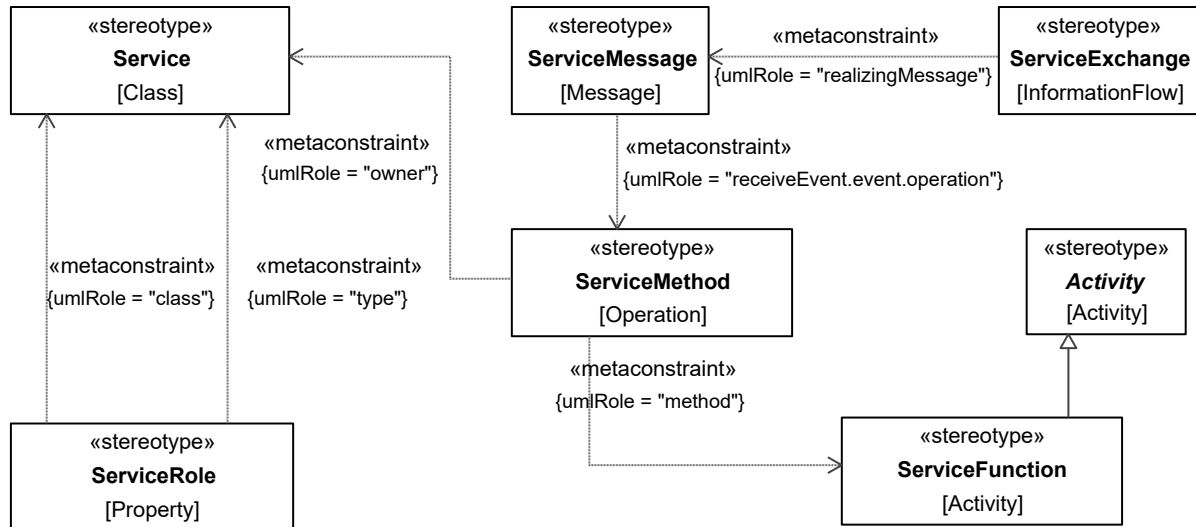 «stereotype»
Service
[Class]
«stereotype»
ServiceMessage
[Message]
«metaconstraint»
{umlRole = "realizingMessage"}
«stereotype»
ServiceExchange
[InformationFlow]
«metaconstraint»
{umlRole = "owner"}
«metaconstraint»
{umlRole = "receiveEvent.event.operation"}
«metaconstraint»
{umlRole = "class"}
«metaconstraint»
{umlRole = "type"}
«stereotype»
ServiceMethod
[Operation]
«stereotype»
Activity
[Activity]
«metaconstraint»
{umlRole = "method"}
«stereotype»
ServiceRole
[Property]
«stereotype»
ServiceFunction
[Activity]